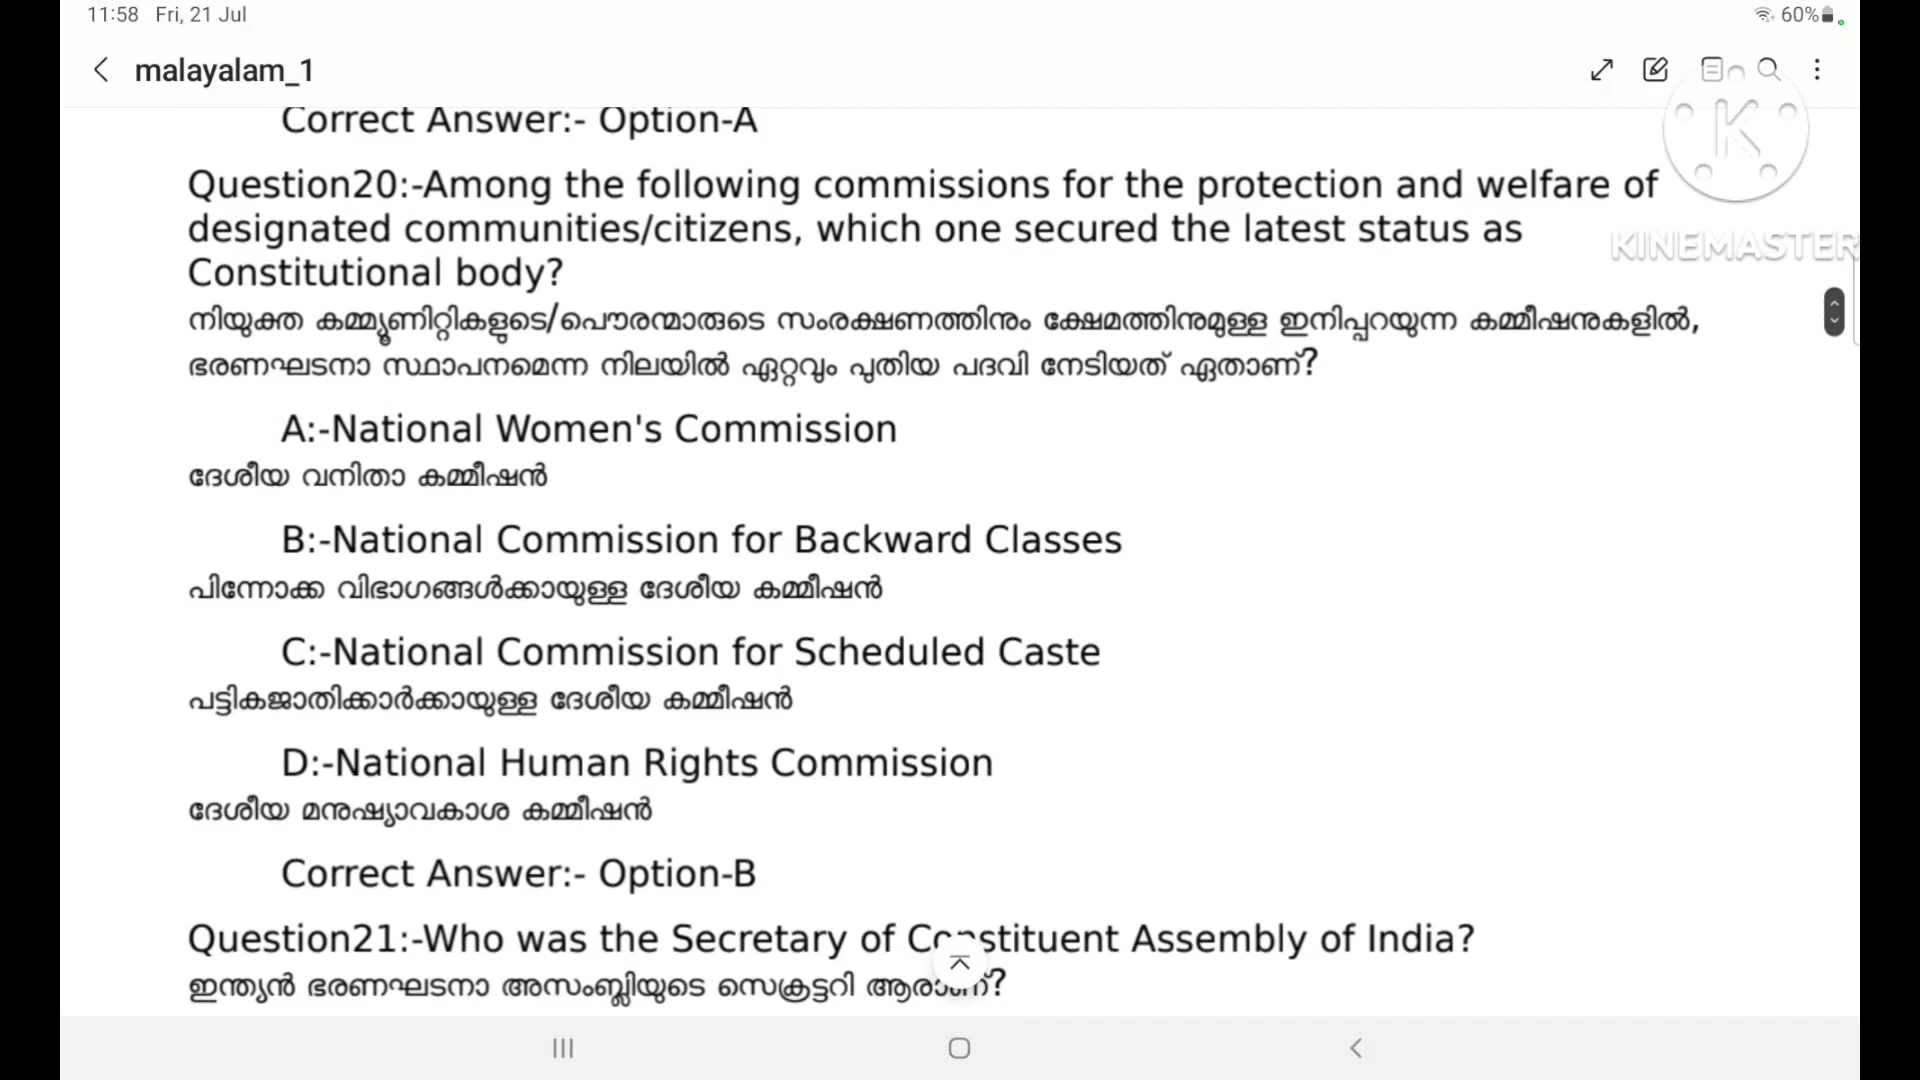 11:58 Fri, 21 Jul
60%
malayalam_1
K
KINEMASTER
Correct Answer:- Option-A
Question20:-Among the following commissions for the protection and welfare of
designated communities/citizens, which one secured the latest status as
Constitutional body?
നിയുക്ത കമ്മ്യൂണിറ്റികളുടെ/പൌരന്മാരുടെ സംരക്ഷണത്തിനും ക്ഷേമത്തിനുമുള്ള ഇനിപ്പറയുന്ന കമ്മീഷനുകളിൽ,
ഭരണഘടനാ സ്ഥാപനമെന്ന നിലയിൽ ഏറ്റവും പുതിയ പദവി നേടിയത് ഏതാണ്?
A:-National Women's Commission
ദേശീയ വനിതാ കമ്മീഷൻ
B:-National Commission for Backward Classes
പിന്നോക്ക വിഭാഗങ്ങൾക്കായുള്ള ദേശീയ കമ്മീഷൻ
C:-National Commission for Scheduled Caste
പട്ടികജാതിക്കാർക്കായുള്ള ദേശീയ കമ്മീഷൻ
D:-National Human Rights Commission
ദേശീയ മനുഷ്യാവകാശ കമ്മീഷൻ
Correct Answer:- Option-B
Question21:-Who was the Secretary of Constituent Assembly of India?
ഇന്ത്യൻ ഭരണഘടനാ അസംബ്ലിയുടെ സെക്രട്ടറി ആരാണ്?